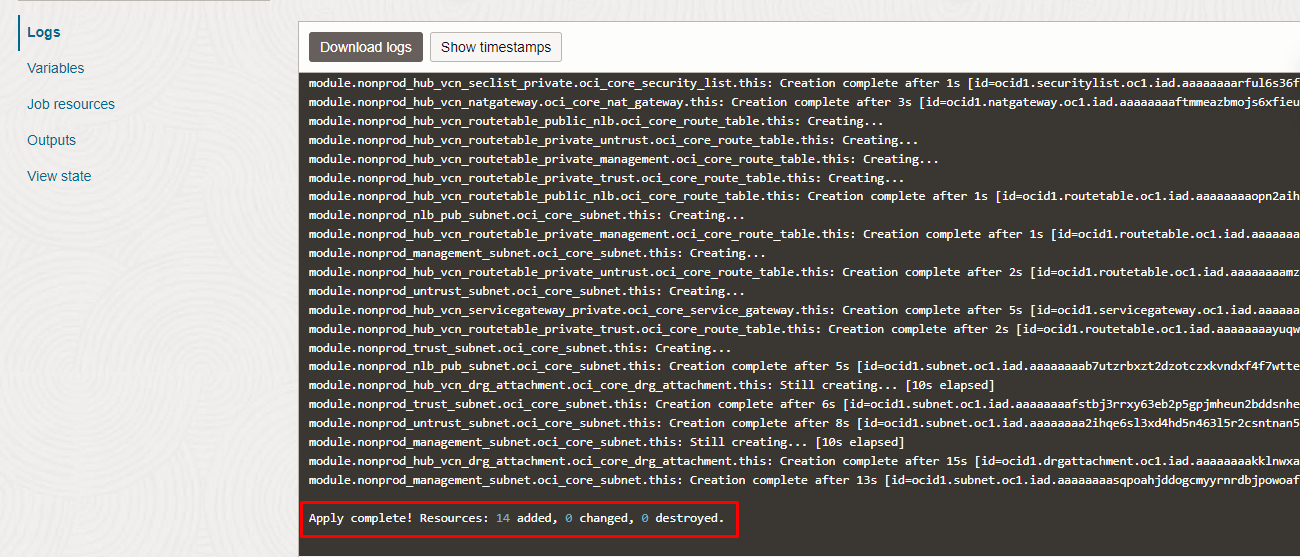 Logs
Variables
Job resources
Outputs
View state
Download logs
Show timestamps
module.nonprod_hub_vcn_seclist_private.oci_core_security_list.this: Creation complete after 1s [id=ocid1.securitylist.oc1.iad.aaaaaaaarful6s36f
module.nonprod_hub_vcn_natgateway.oci_core_nat_gateway.this: Creation complete after 3s [id=ocid1.natgateway.oc1.iad.aaaaaaaaftmmeazbmojs6xfieu
module.nonprod_hub_vcn_routetable_public_nlb.oci_core_route_table.this: Creating...
module.nonprod_hub_vcn_routetable_private_untrust.oci_core_route_table.this: Creating...
module.nonprod_hub_vcn_routetable_private_management.oci_core_route_table.this: Creating...
module.nonprod_hub_vcn_routetable_private_trust.oci_core_route_table.this: Creating...
module.nonprod_hub_vcn_routetable_public_nlb.oci_core_route_table.this: Creation complete after 1s [id=ocid1.routetable.oc1.iad.aaaaaaaaopn2aih
module.nonprod_nlb_pub_subnet.oci_core_subnet.this: Creating...
module.nonprod_hub_vcn_routetable_private_management.oci_core_route_table.this: Creation complete after 1s [id=ocid1.routetable.oc1.iad.aaaaaaa
module.nonprod_management_subnet.oci_core_subnet.this: Creating...
module.nonprod_hub_vcn_routetable_private_untrust.oci_core_route_table.this: Creation complete after 2s [id=ocid1.routetable.oc1.iad.aaaaaaaamz
module.nonprod_untrust_subnet.oci_core_subnet.this: Creating...
module.nonprod_hub_vcn_servicegateway_private.oci_core_service_gateway.this: Creation complete after 5s [id=ocid1.servicegateway.oc1.iad.aaaaaa
module.nonprod_hub_vcn_routetable_private_trust.oci_core_route_table.this: Creation complete after 2s [id=ocid1.routetable.oc1.iad.aaaaaaaayuqw
module.nonprod_trust_subnet.oci_core_subnet.this: Creating...
module.nonprod_nlb_pub_subnet.oci_core_subnet.this: Creation complete after 5s [id=ocid1.subnet.oc1.iad.aaaaaaaab7utzrbxzt2dzotczxkvndxf4f7wtte
module.nonprod_hub_vcn_drg_attachment.oci_core_drg_attachment.this: Still creating... [10s elapsed]
module.nonprod_trust_subnet.oci_core_subnet.this: Creation complete after 6s [id=ocid1.subnet.oc1.iad.aaaaaaaafstbj3rrxy63eb2p5gpjmheun2bddsnhe
module.nonprod_untrust_subnet.oci_core_subnet.this: Creation complete after 8s [id=ocid1.subnet.oc1.iad.aaaaaaaa2ihqe6sl3xd4hd5n463l5r2csntnan5
module.nonprod_management_subnet.oci_core_subnet.this: Still creating... [10s elapsed]
module.nonprod_hub_vcn_drg_attachment.oci_core_drg_attachment.this: Creation complete after 15s [id=ocid1.drgattachment.oc1.iad.aaaaaaaakklnwxa
module.nonprod_management_subnet.oci_core_subnet.this: Creation complete after 13s [id=ocid1.subnet.oc1.iad.aaaaaaaasqpoahjddogcmyyrnrdbjpowoaf
Apply complete! Resources: 14 added, 0 changed, 0 destroyed.